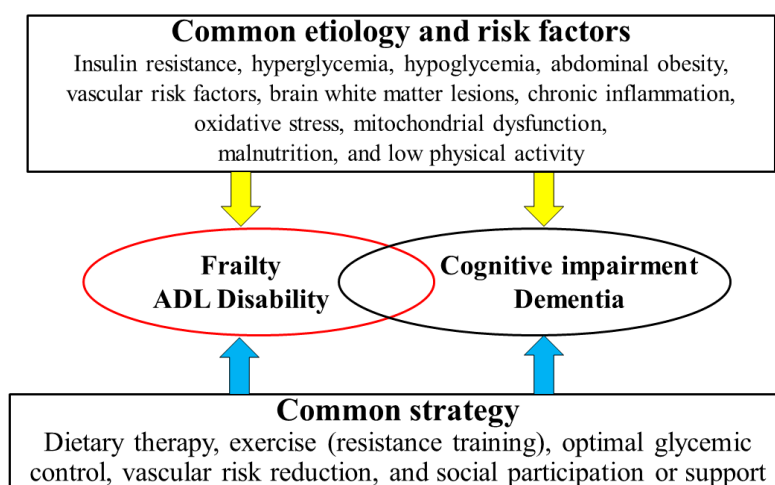 Common etiology and risk factors
Insulin resistance, hyperglycemia, hypoglycemia, abdominal obesity,
vascular risk factors, brain white matter lesions, chronic inflammation,
oxidative stress, mitochondrial dysfunction,
malnutrition, and low physical activity
Frailty
ADL Disability
Cognitive impairment
Dementia
Common strategy
Dietary therapy, exercise (resistance training), optimal glycemic
control, vascular risk reduction, and social participation or support